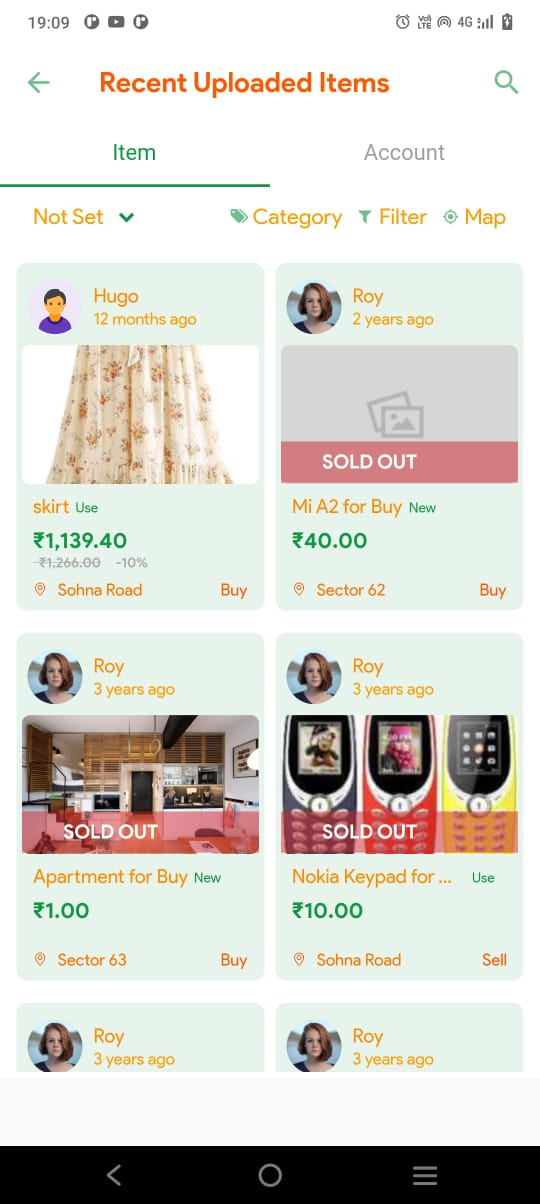 19:09 Vo) LTE 4G
Recent Uploaded Items
Item Account
Not Set Category Filter Map
Hugo
12 months ago
skirt Use
₹1,139.40
₹1,266.00 -10%
Sohna Road Buy
Roy
2 years ago
SOLD OUT
Mi A2 for Buy New
₹40.00
Sector 62 Buy
Roy
3 years ago
SOLD OUT
Apartment for Buy New
₹1.00
Sector 63 Buy
Roy
3 years ago
SOLD OUT
Nokia Keypad for ... Use
₹10.00
Sohna Road Sell
Roy
3 years ago
Roy
3 years ago